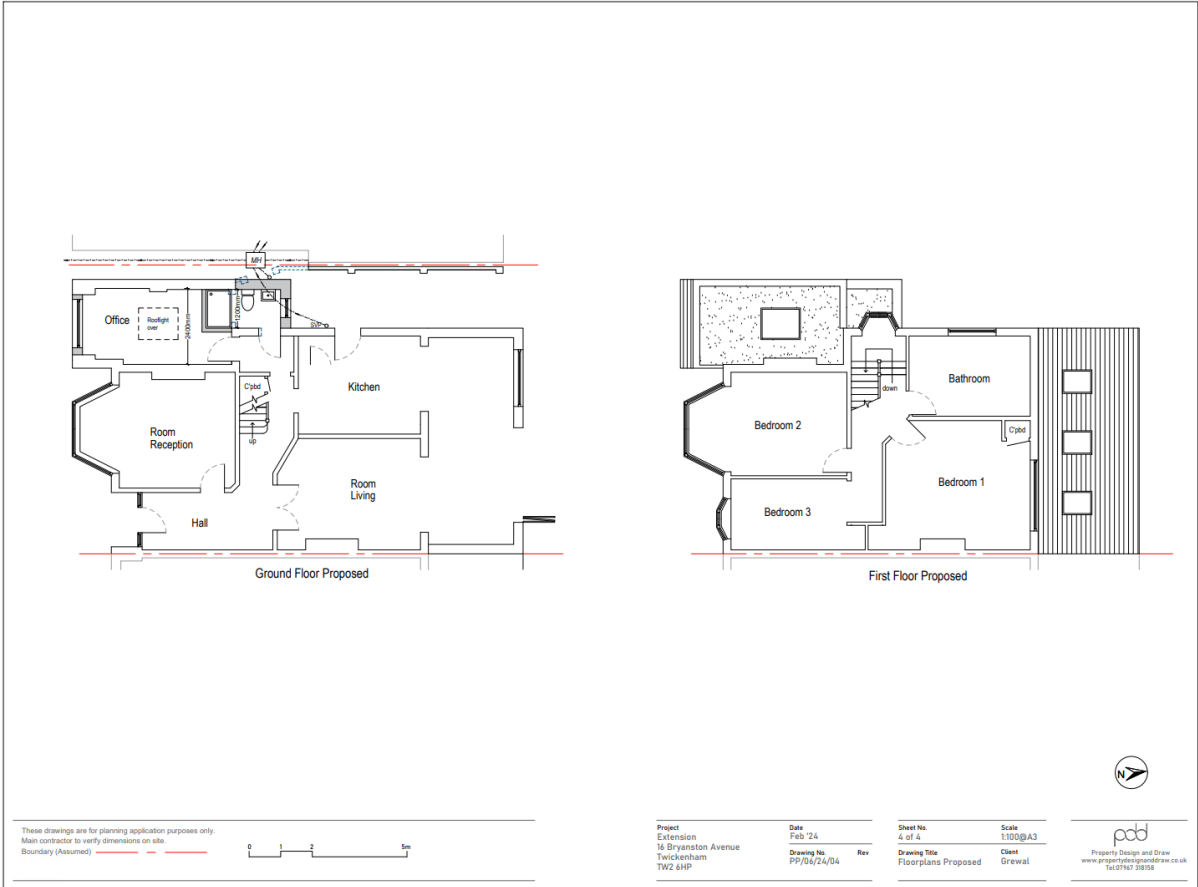 MH
Office
Rooflight
over
2400mm
1200mm
SVP
C'pbd
up
Kitchen
Room
Reception
Room
Living
Hall
Ground Floor Proposed
down
Bathroom
Bedroom 2
C'pbd
Bedroom 1
Bedroom 3
First Floor Proposed
N
These drawings are for planning application purposes only.
Main contractor to verify dimensions on site.
Boundary (Assumed)
0 1 2 5m
Project
Extension
16 Bryanston Avenue
Twickenham
TW2 6HP
Date
Feb '24
Drawing No. Rev
PP/06/24/04
Sheet No. Scale
4 of 4 1:100@A3
Drawing Title Client
Floorplans Proposed Grewal
pdd
Property Design and Draw
www.propertydesignanddraw.co.uk
Tel:07967 318158